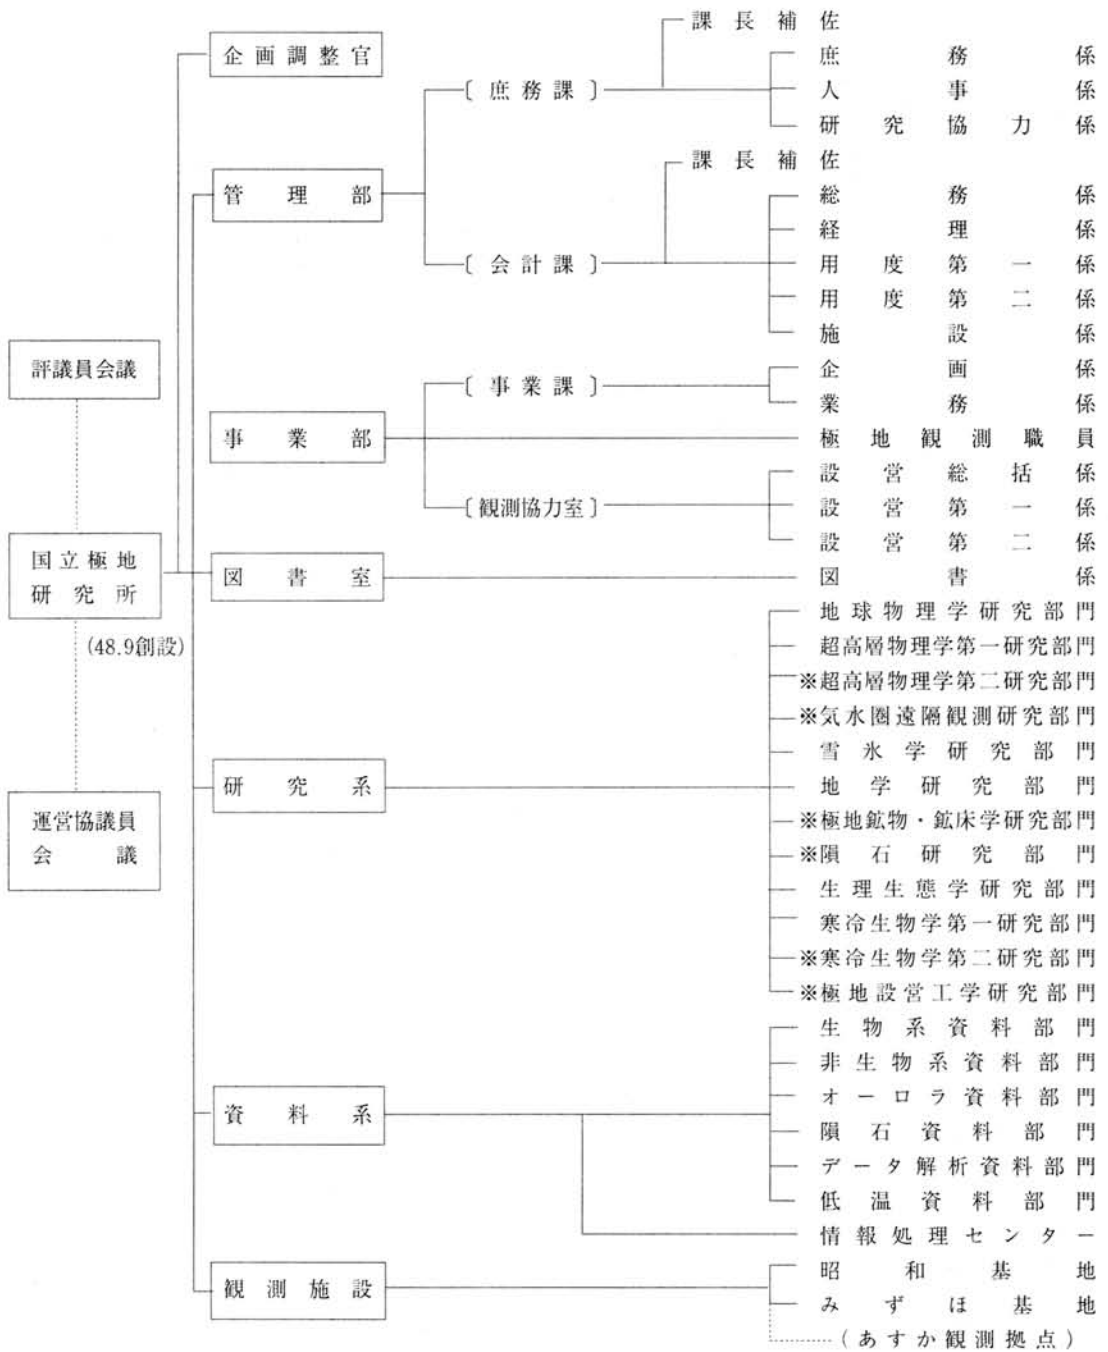 評議員会議
国立極地
研究所
(48.9創設)
運営協議員
会議
企画調整官
管理部
〔庶務課〕
課長補佐
庶務係
人事係
研究協力係
〔会計課〕
課長補佐
総務係
経理係
用度第一係
用度第二係
施設係
事業部
〔事業課〕
企画係
業務係
極地観測職員
〔観測協力室〕
設営総括係
設営第一係
設営第二係
図書室
図書係
研究系
地球物理学研究部門
超高層物理学第一研究部門
※超高層物理学第二研究部門
※気水圏遠隔観測研究部門
雪氷学研究部門
地学研究部門
※極地鉱物・鉱床学研究部門
※隕石研究部門
生理生態学研究部門
寒冷生物学第一研究部門
※寒冷生物学第二研究部門
※極地設営工学研究部門
資料系
生物系資料部門
非生物系資料部門
オーロラ資料部門
隕石資料部門
データ解析資料部門
低温資料部門
情報処理センター
観測施設
昭和基地
みずほ基地
(あすか観測拠点)